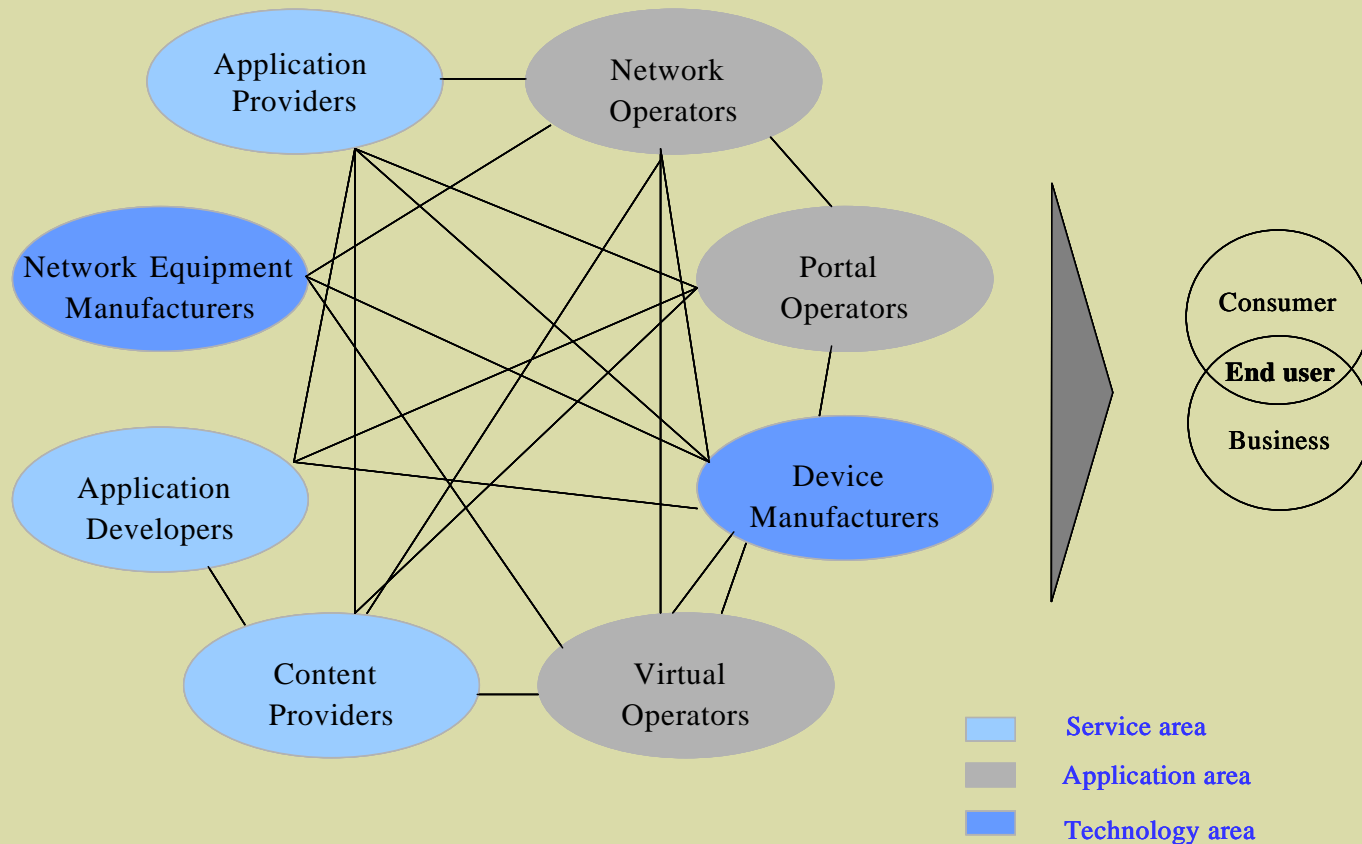 Application
Providers
Network
Operators
Network Equipment
Manufacturers
Portal
Operators
Consumer
End user
Business
Application
Developers
Device
Manufacturers
Content
Providers
Virtual
Operators
Service area
Application area
Technology area